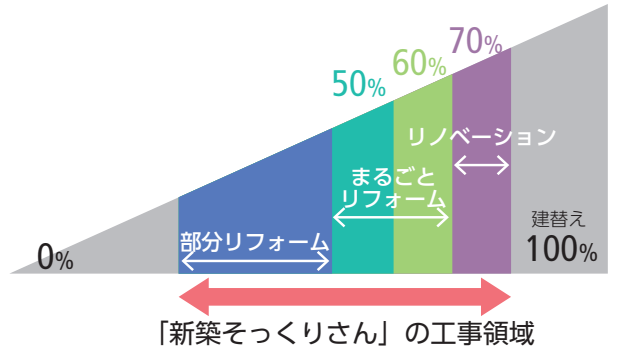 70%
60%
50%
リノベーション
まるごと
リフォーム
部分リフォーム
建替え
0%
100%
「新築そっくりさん」の工事領域